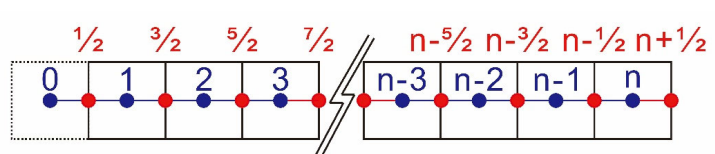 ½ ³⁄₂ ⁵⁄₂ ⁷⁄₂ n-⁵⁄₂ n-³⁄₂ n-½ n+½
0 1 2 3 n-3 n-2 n-1 n